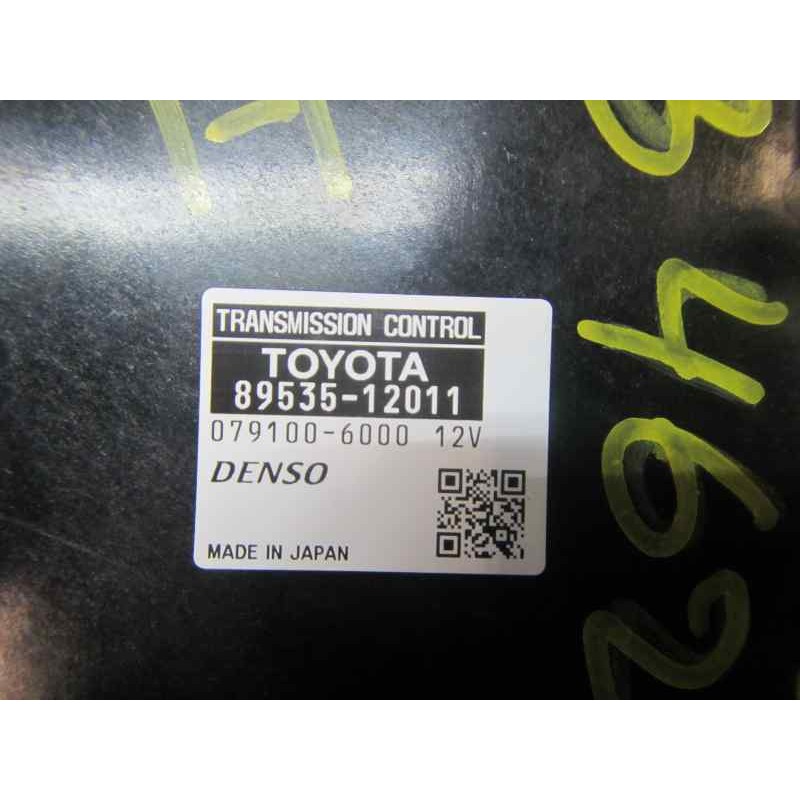 TRANSMISSION CONTROL
TOYOTA
89535-12011
079100-6000 12V
DENSO
MADE IN JAPAN